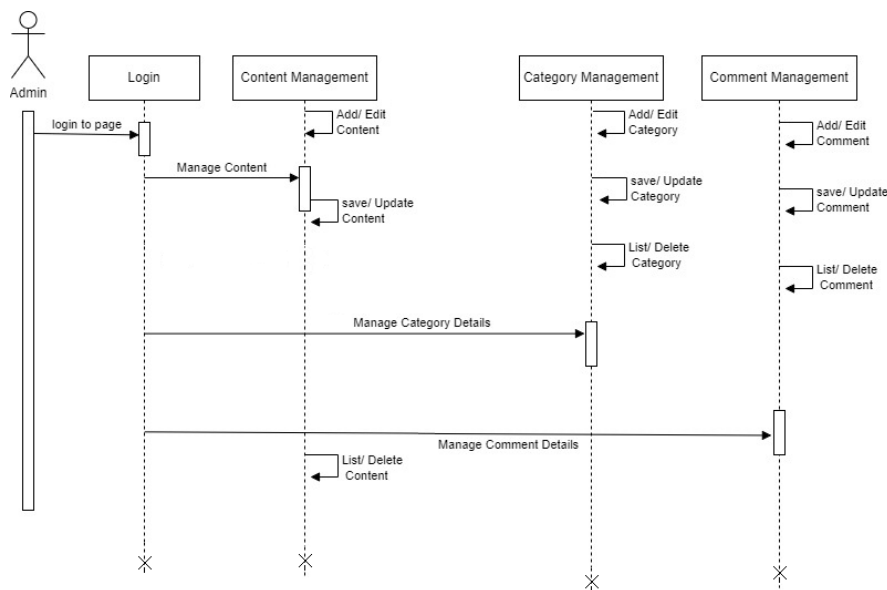 Admin
Login
Content Management
Category Management
Comment Management
login to page
Add/ Edit
Content
Add/ Edit
Category
Add/ Edit
Comment
Manage Content
save/ Update
Content
save/ Update
Category
save/ Update
Comment
List/ Delete
Category
List/ Delete
Comment
Manage Category Details
Manage Comment Details
List/ Delete
Content